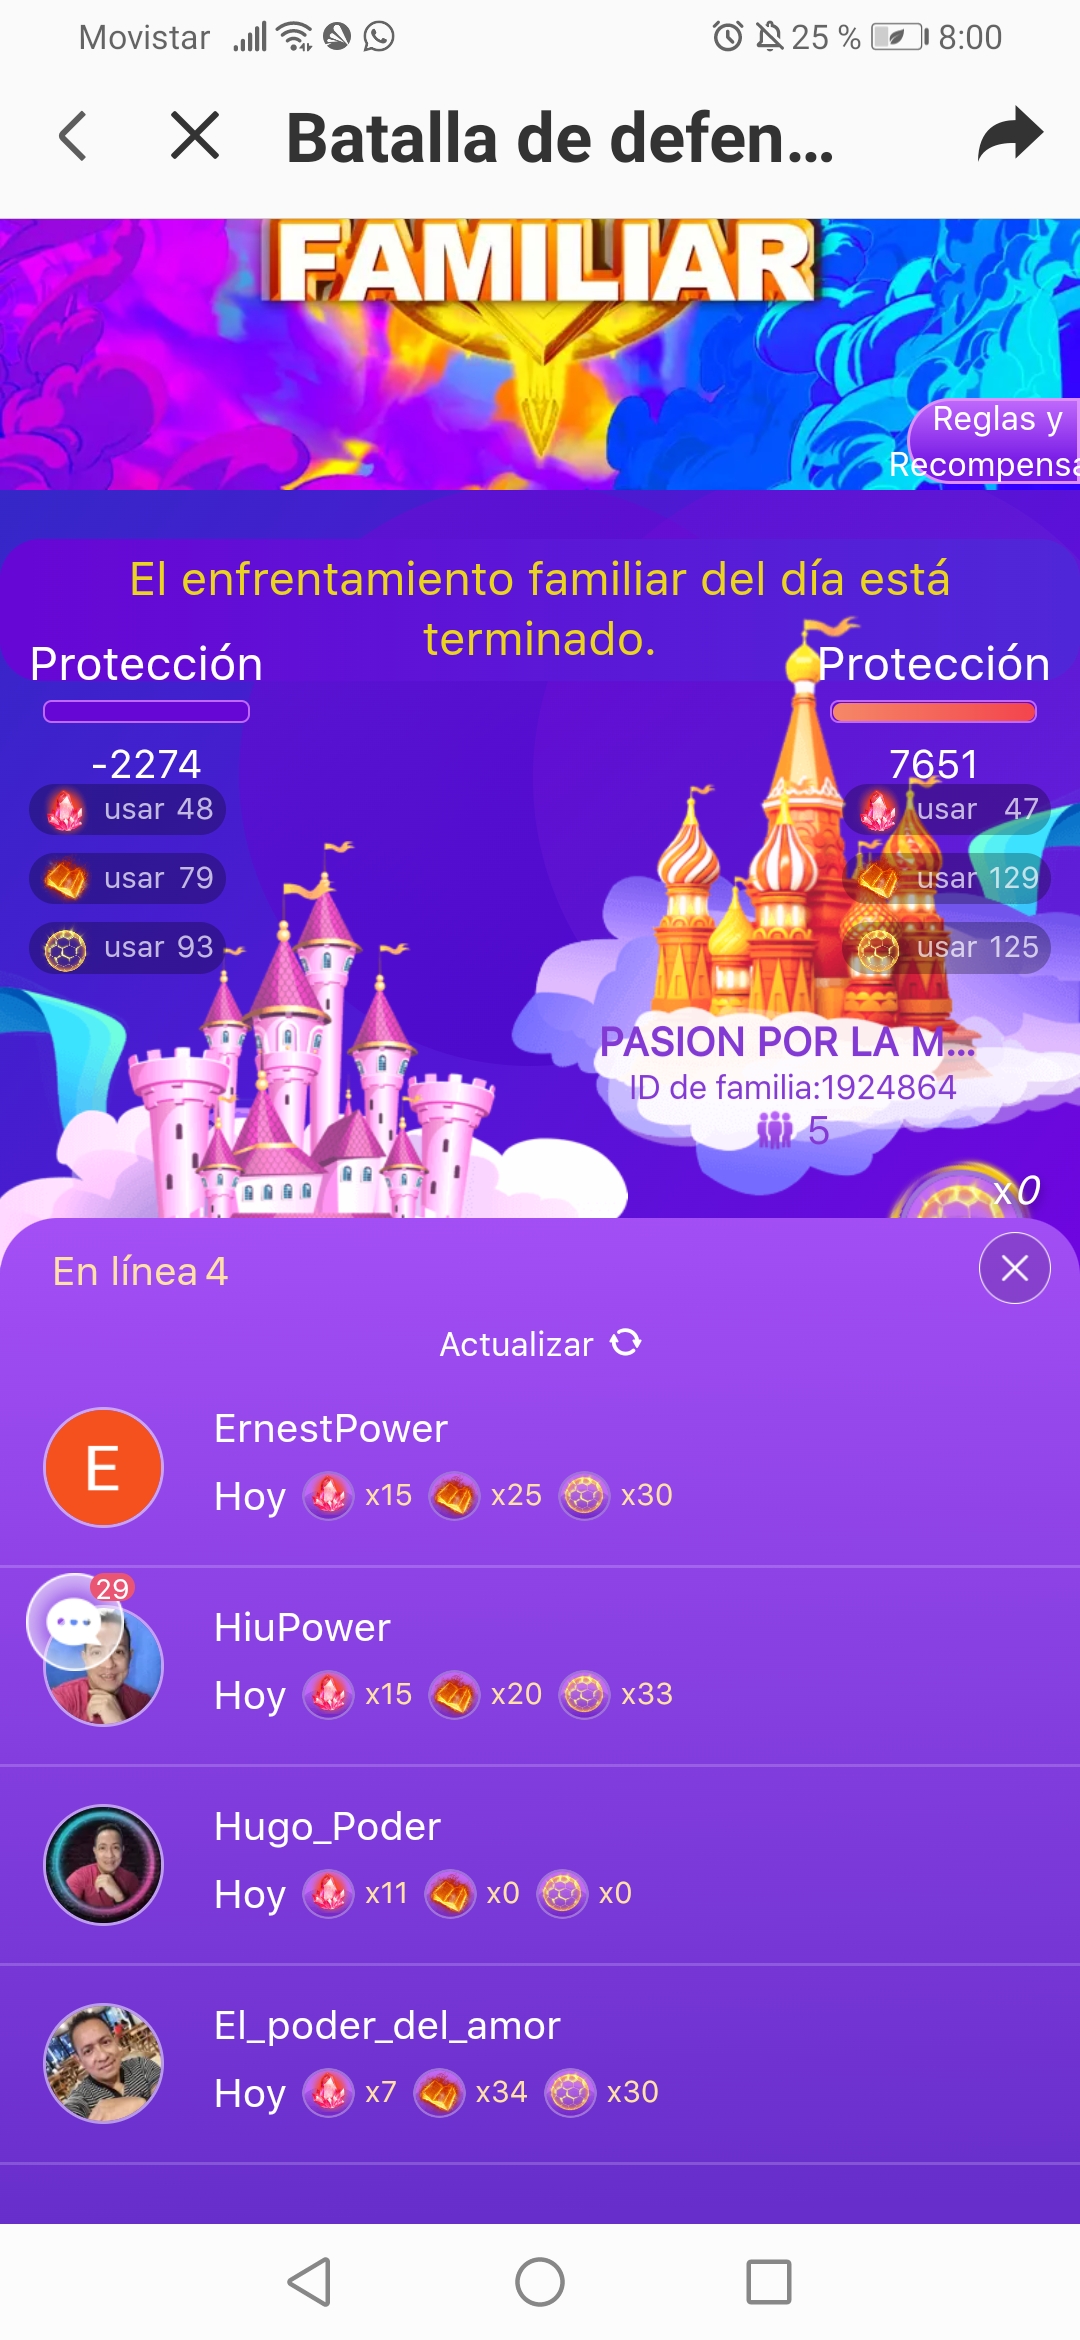 Movistar 25 % 8:00
Batalla de defen...
FAMILIAR
Reglas y
Recompensa
El enfrentamiento familiar del día está
terminado.
Protección Protección
-2274 7651
usar 48 usar 47
usar 79 usar 129
usar 93 usar 125
PASION POR LA M...
ID de familia:1924864
5
x0
En línea 4
Actualizar
E
ErnestPower
Hoy x15 x25 x30
29
HiuPower
Hoy x15 x20 x33
Hugo_Poder
Hoy x11 x0 x0
El_poder_del_amor
Hoy x7 x34 x30